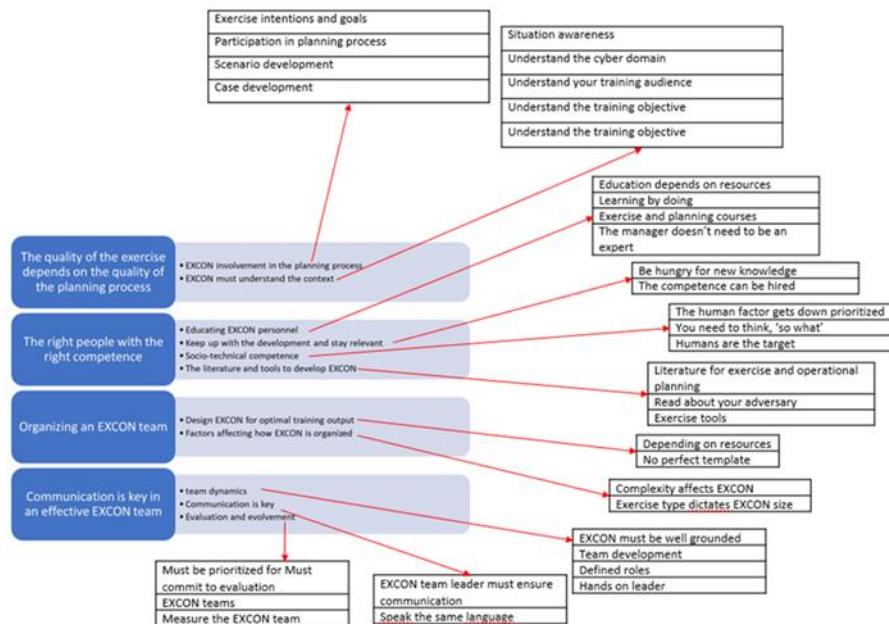 Exercise intentions and goals
Participation in planning process
Scenario development
Case development
Situation awareness
Understand the cyber domain
Understand your training audience
Understand the training objective
Understand the training objective
Education depends on resources
Learning by doing
Exercise and planning courses
The manager doesn't need to be an
expert
The quality of the exercise
depends on the quality of
the planning process
▪ EXCON involvement in the planning process
▪ EXCON must understand the context
Be hungry for new knowledge
The competence can be hired
The right people with the
right competence
▪ Educating EXCON personnel
▪ Keep up with the development and stay relevant
▪ Socio-technical competence
▪ The literature and tools to develop EXCON
The human factor gets down prioritized
You need to think, 'so what'
Humans are the target
Literature for exercise and operational
planning
Read about your adversary
Exercise tools
Organizing an EXCON team
▪ Design EXCON for optimal training output
▪ Factors affecting how EXCON is organized
Depending on resources
No perfect template
Complexity affects EXCON
Exercise type dictates EXCON size
Communication is key in
an effective EXCON team
▪ team dynamics
▪ Communication is key
▪ Evaluation and evolvement
EXCON must be well grounded
Team development
Defined roles
Hands on leader
Must be prioritized for Must
commit to evaluation
EXCON teams
Measure the EXCON team
EXCON team leader must ensure
communication
Speak the same language